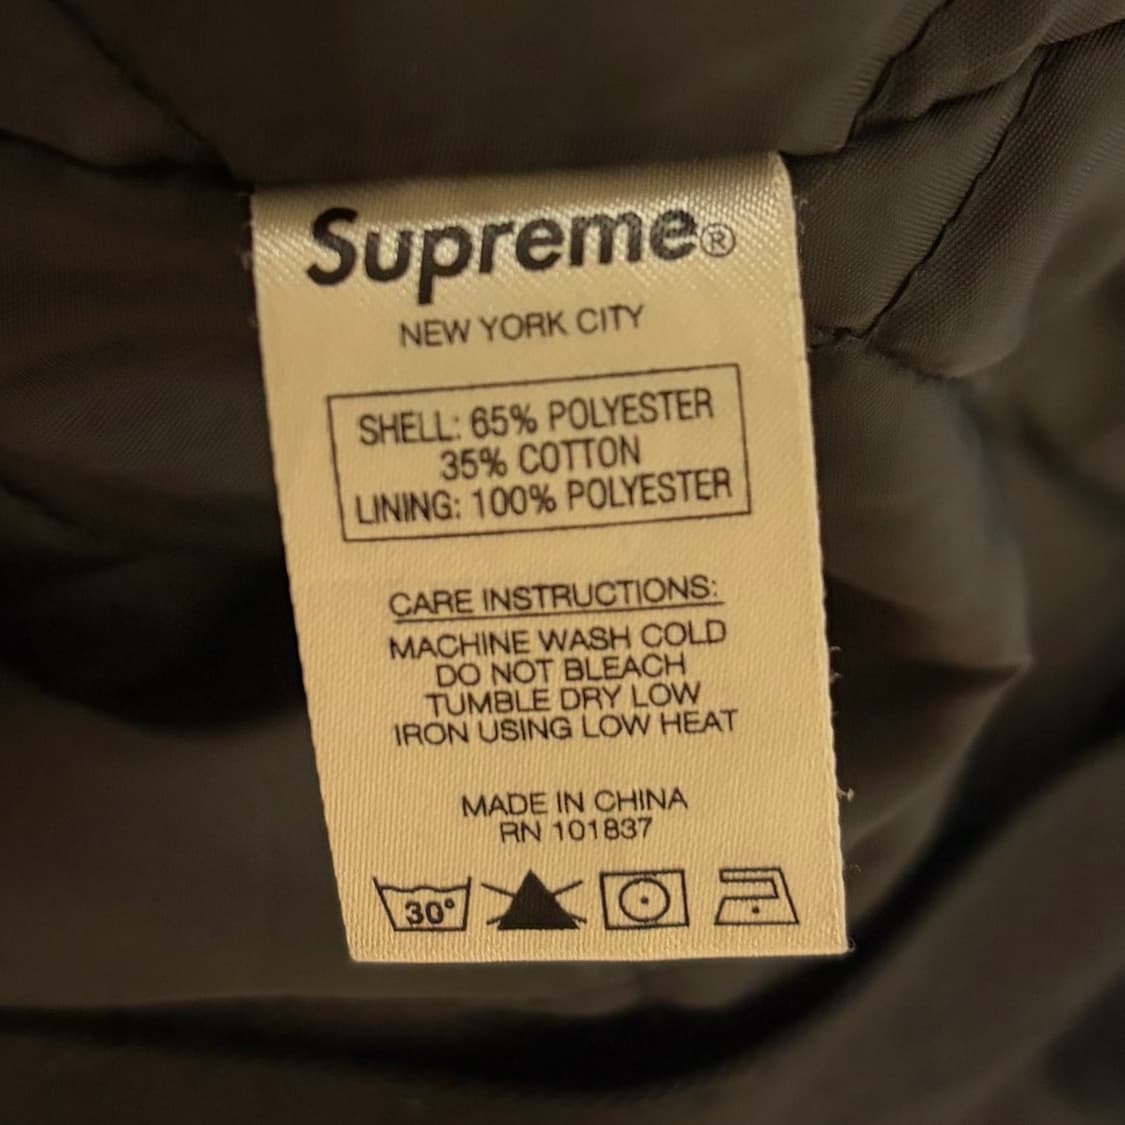 Supreme®
NEW YORK CITY
SHELL: 65% POLYESTER
35% COTTON
LINING: 100% POLYESTER
CARE INSTRUCTIONS:
MACHINE WASH COLD
DO NOT BLEACH
TUMBLE DRY LOW
IRON USING LOW HEAT
MADE IN CHINA
RN 101837
30°